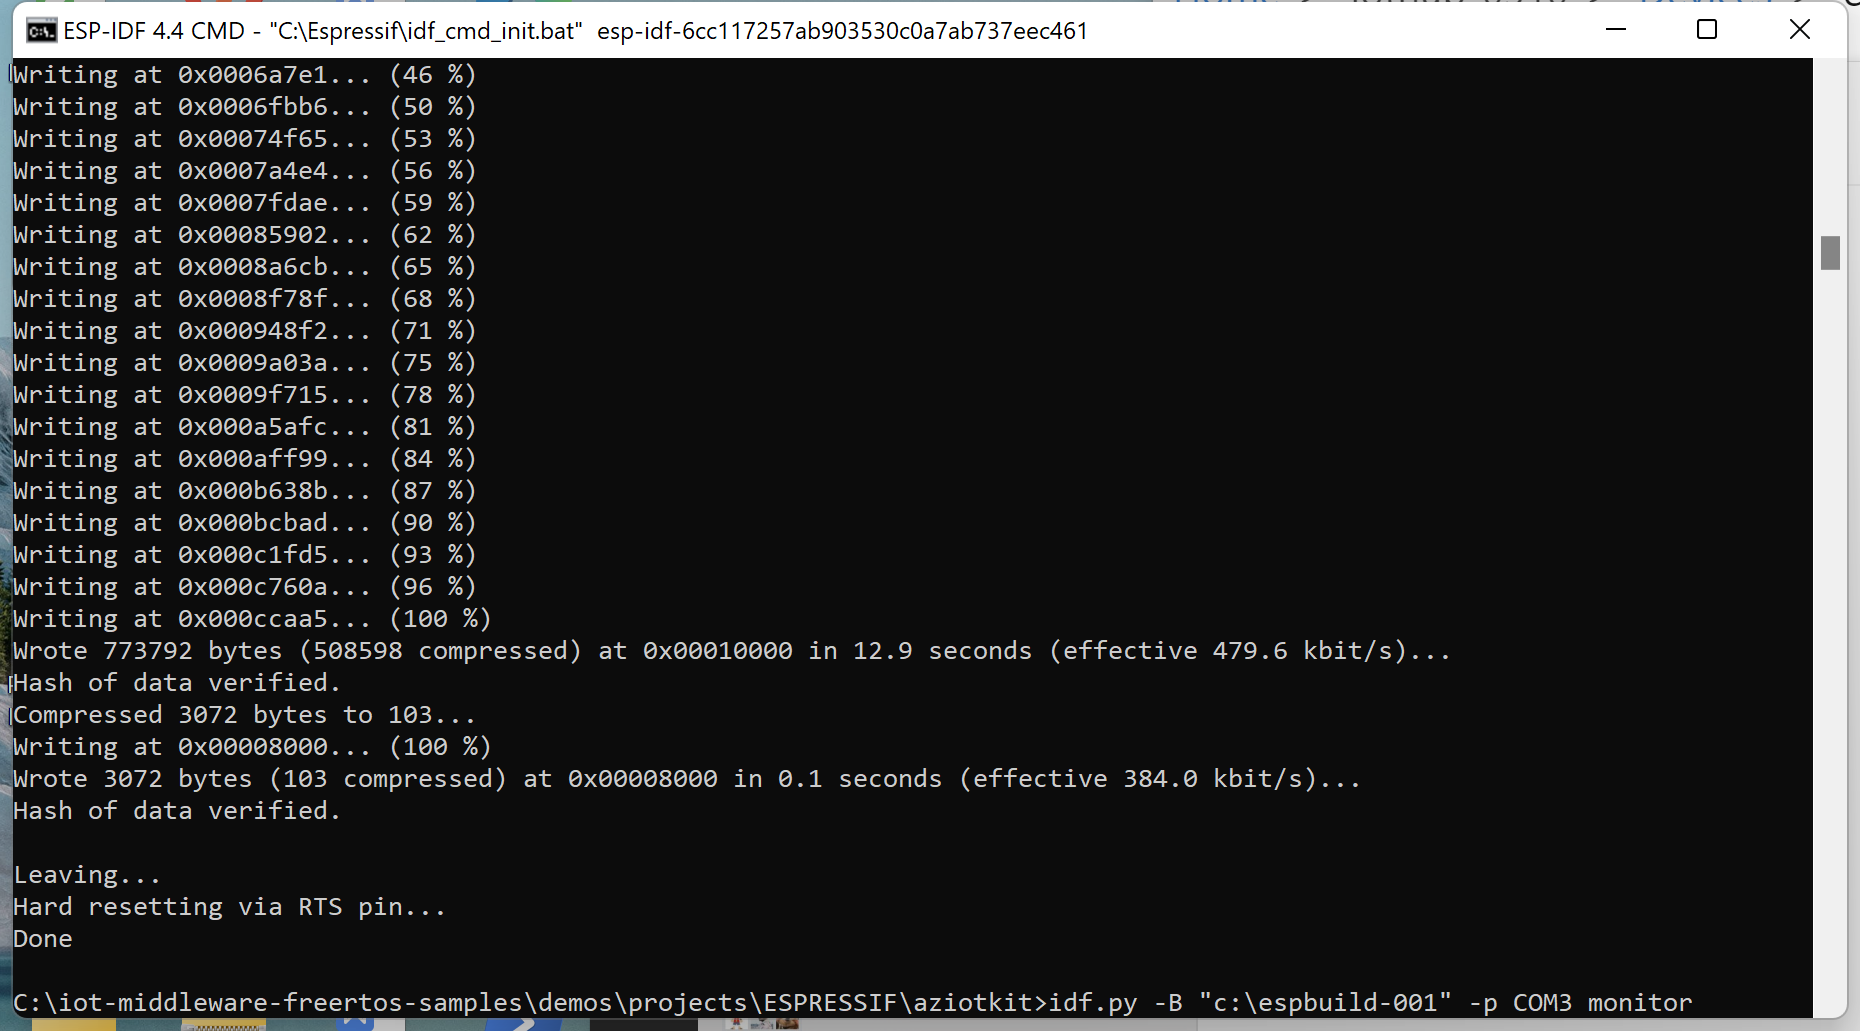 ESP-IDF 4.4 CMD - "C:\Espressif\idf_cmd_init.bat"  esp-idf-6cc117257ab903530c0a7ab737eec461
Writing at 0x0006a7e1... (46 %)
Writing at 0x0006fbb6... (50 %)
Writing at 0x00074f65... (53 %)
Writing at 0x0007a4e4... (56 %)
Writing at 0x0007fdae... (59 %)
Writing at 0x00085902... (62 %)
Writing at 0x0008a6cb... (65 %)
Writing at 0x0008f78f... (68 %)
Writing at 0x000948f2... (71 %)
Writing at 0x0009a03a... (75 %)
Writing at 0x0009f715... (78 %)
Writing at 0x000a5afc... (81 %)
Writing at 0x000aff99... (84 %)
Writing at 0x000b638b... (87 %)
Writing at 0x000bcbad... (90 %)
Writing at 0x000c1fd5... (93 %)
Writing at 0x000c760a... (96 %)
Writing at 0x000ccaa5... (100 %)
Wrote 773792 bytes (508598 compressed) at 0x00010000 in 12.9 seconds (effective 479.6 kbit/s)...
Hash of data verified.
Compressed 3072 bytes to 103...
Writing at 0x00008000... (100 %)
Wrote 3072 bytes (103 compressed) at 0x00008000 in 0.1 seconds (effective 384.0 kbit/s)...
Hash of data verified.
Leaving...
Hard resetting via RTS pin...
Done
C:\iot-middleware-freertos-samples\demos\projects\ESPRESSIF\aziotkit>idf.py -B "c:\espbuild-001" -p COM3 monitor